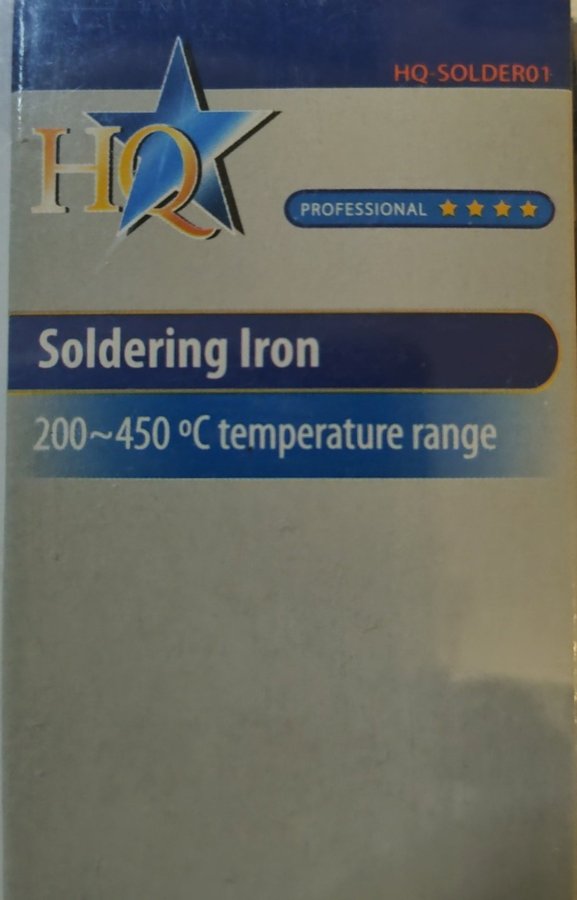 HQ-SOLDER01
HQ
PROFESSIONAL
Soldering Iron
200~450 ºC temperature range